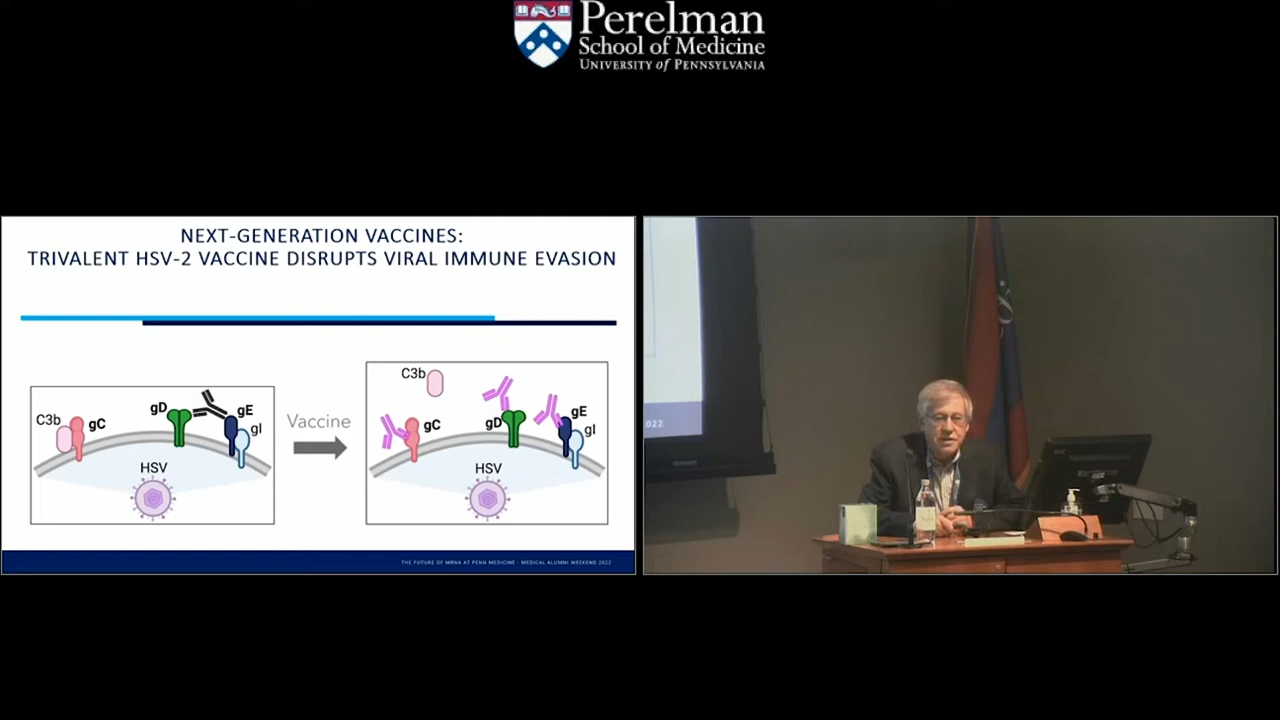 Perelman
School of Medicine
UNIVERSITY of PENNSYLVANIA
NEXT-GENERATION VACCINES:
TRIVALENT HSV-2 VACCINE DISRUPTS VIRAL IMMUNE EVASION
C3b
gC
gD
gE
gI
HSV
Vaccine
C3b
gC
gD
gE
gI
HSV
THE FUTURE OF MRNA AT PENN MEDICINE - MEDICAL ALUMNI WEEKEND 2022
2022